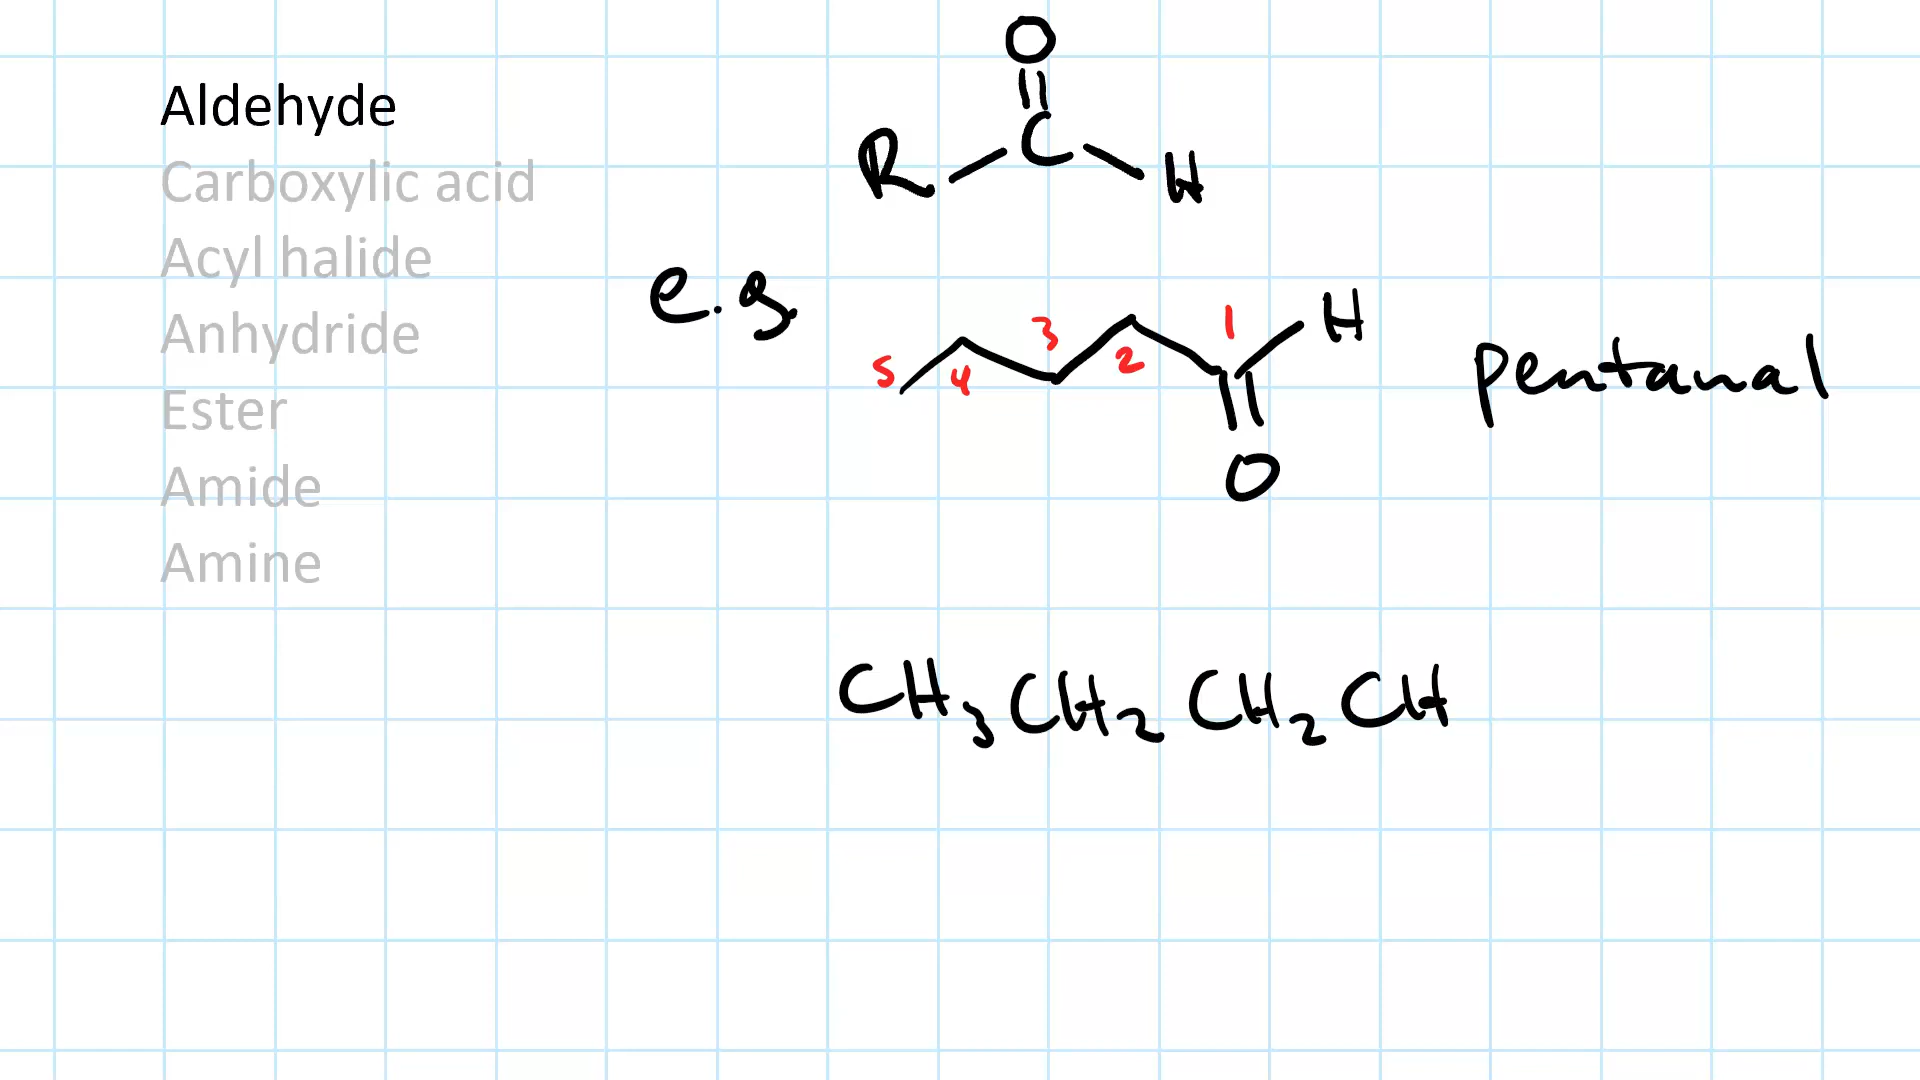 Aldehyde
Carboxylic acid
Acyl halide
Anhydride
Ester
Amide
Amine
O
R C H
e.g.
5 4 3 2 1 H
O
pentanal
CH₃CH₂CH₂CH